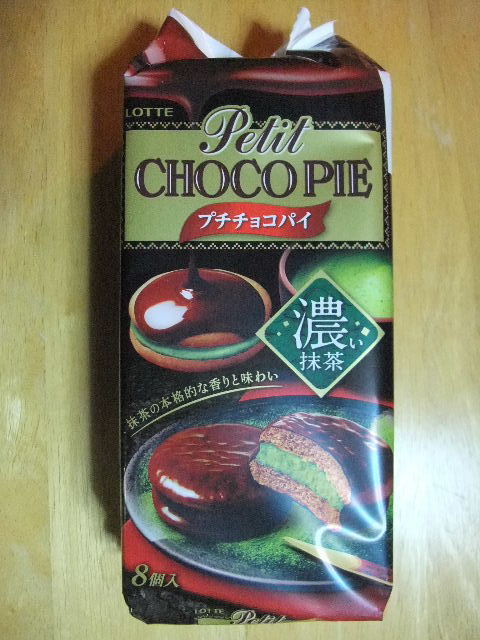 LOTTE
Petit
CHOCO PIE
プチチョコパイ
濃い
抹茶
抹茶の本格的な香りと味わい
8個入
LOTTE
Petit